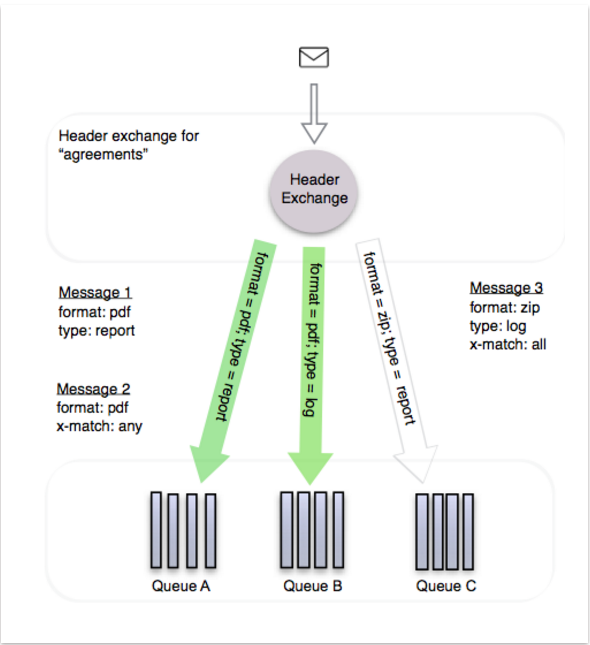 Header exchange for
“agreements”
Header
Exchange
format = pdf; type = report
format = pdf; type = log
format = zip; type = report
Message 1
format: pdf
type: report
Message 2
format: pdf
x-match: any
Message 3
format: zip
type: log
x-match: all
Queue A
Queue B
Queue C